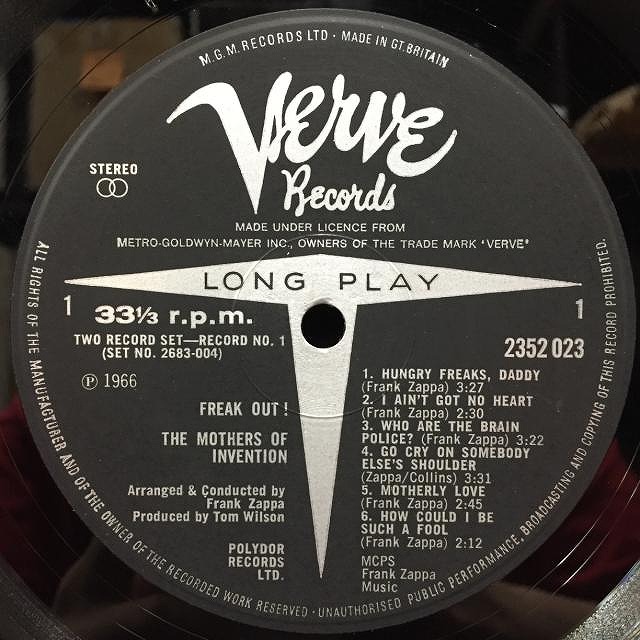 M.G.M. RECORDS LTD · MADE IN GT. BRITAIN
Verve
Records
STEREO
MADE UNDER LICENCE FROM
METRO-GOLDWYN-MAYER INC., OWNERS OF THE TRADE MARK 'VERVE'
LONG PLAY
1
33 1/3 r.p.m.
1
TWO RECORD SET—RECORD NO. 1
(SET NO. 2683-004)
2352 023
Ⓟ 1966
FREAK OUT!
THE MOTHERS OF
INVENTION
Arranged & Conducted by
Frank Zappa
Produced by Tom Wilson
POLYDOR
RECORDS
LTD.
1. HUNGRY FREAKS, DADDY
(Frank Zappa) 3:27
2. I AIN'T GOT NO HEART
(Frank Zappa) 2:30
3. WHO ARE THE BRAIN
POLICE? (Frank Zappa) 3:22
4. GO CRY ON SOMEBODY
ELSE'S SHOULDER
(Zappa/Collins) 3:31
5. MOTHERLY LOVE
(Frank Zappa) 2:45
6. HOW COULD I BE
SUCH A FOOL
(Frank Zappa) 2:12
MCPS
Frank Zappa
Music
ALL RIGHTS OF THE MANUFACTURER AND OF THE OWNER OF THE RECORDED WORK RESERVED · UNAUTHORISED PUBLIC PERFORMANCE, BROADCASTING AND COPYING OF THIS RECORD PROHIBITED.